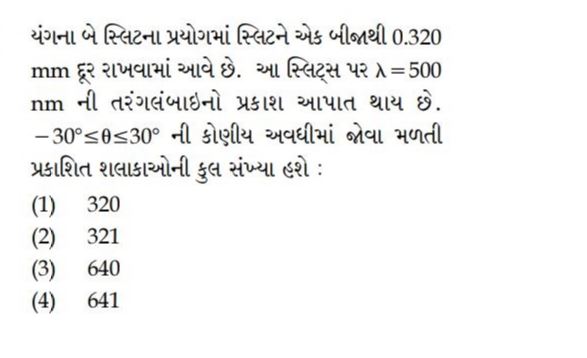 યંગના બે સ્લિટના પ્રયોગમાં સ્લિટને એક બીજાથી 0.320
mm દૂર રાખવામાં આવે છે. આ સ્લિટ્સ પર λ=500
nm ની તરંગલંબાઇનો પ્રકાશ આપાત થાય છે.
−30°≤θ≤30° ની કોણીય અવધીમાં જોવા મળતી
પ્રકાશિત શલાકાઓની કુલ સંખ્યા હશે :
(1) 320
(2) 321
(3) 640
(4) 641